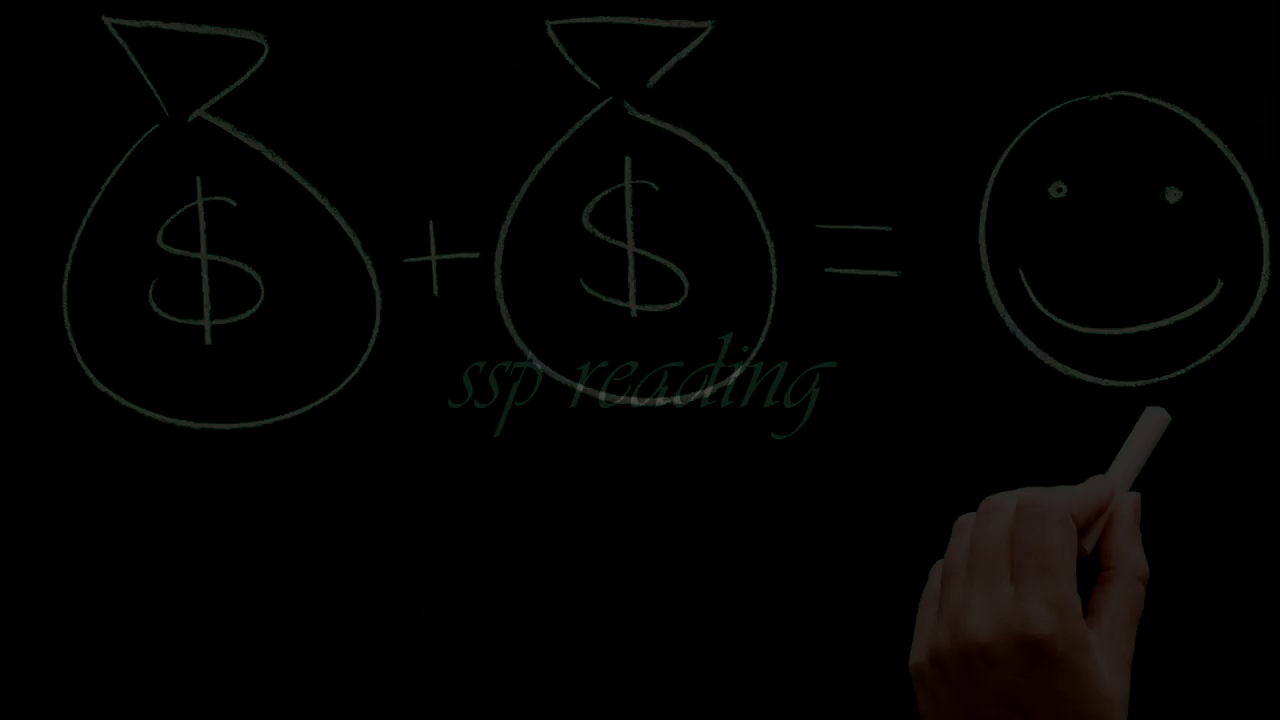 $ + $ =
ssp reading